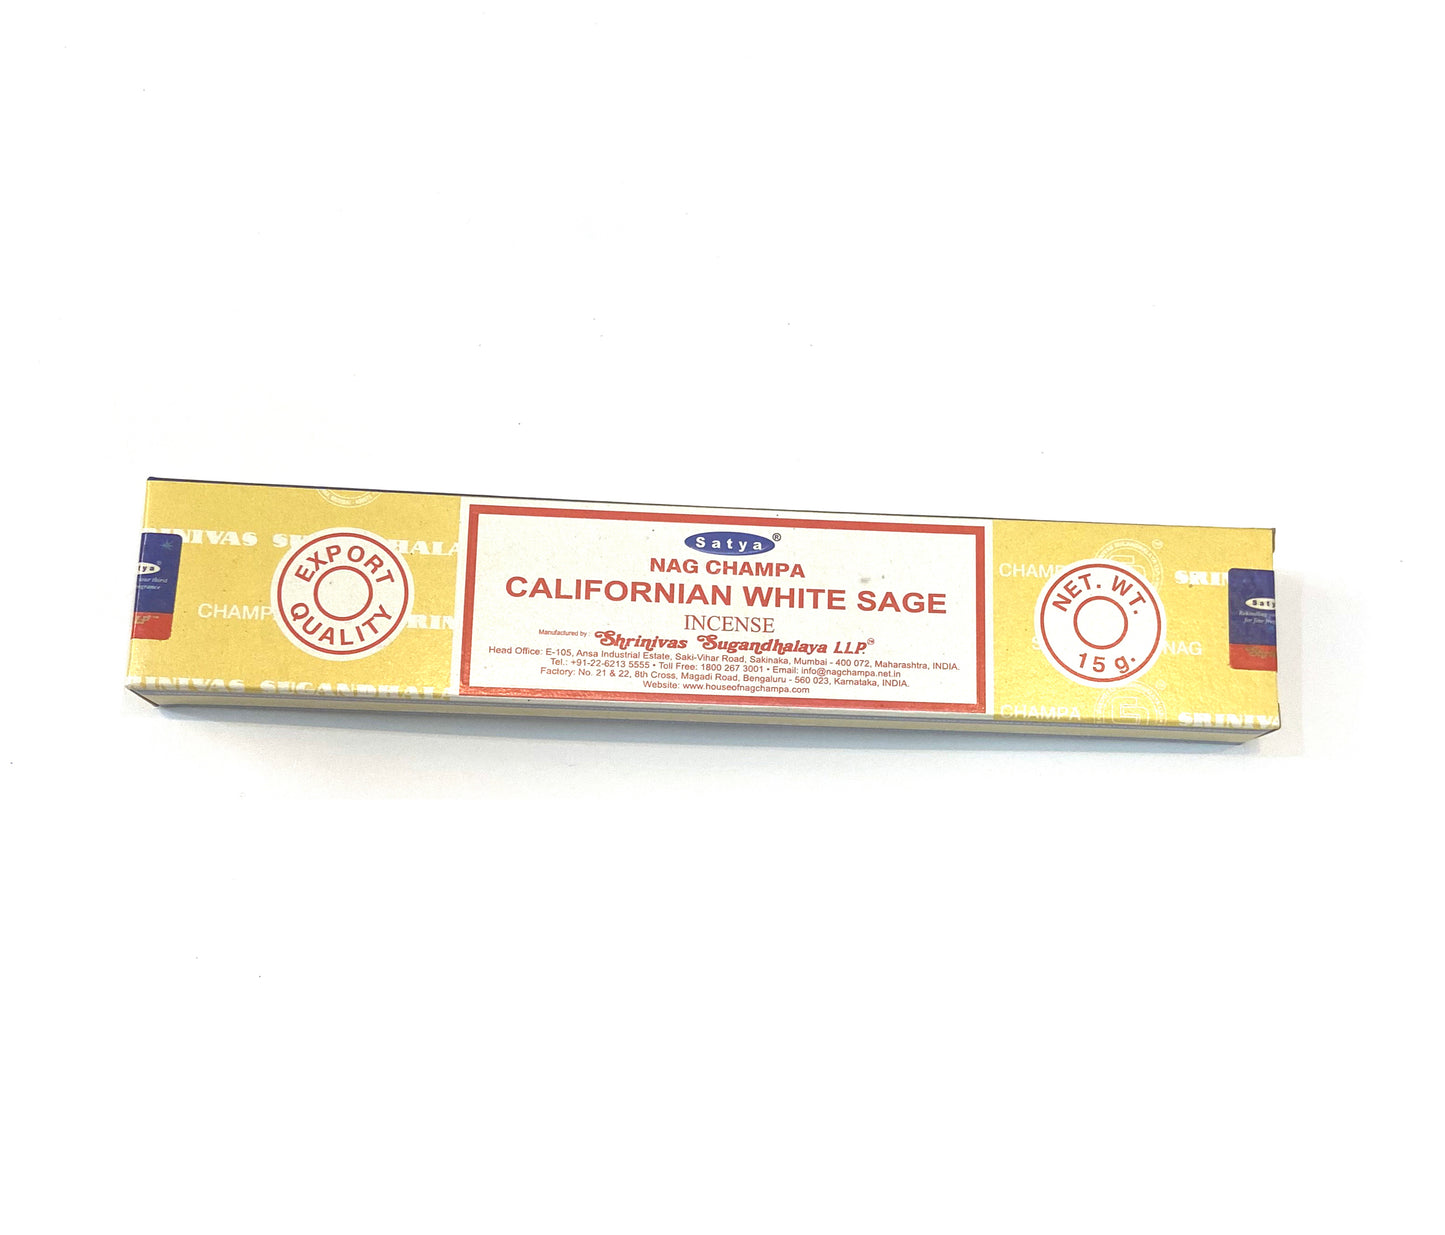 Satya®
NAG CHAMPA
CALIFORNIAN WHITE SAGE
INCENSE
Manufactured by: Shrinivas Sugandhalaya LLP.™
Head Office: E-105, Ansa Industrial Estate, Saki-Vihar Road, Sakinaka, Mumbai - 400 072, Maharashtra, INDIA.
Tel.: +91-22-6213 5555 • Toll Free: 1800 267 3001 • Email: info@nagchampa.net.in
Factory: No. 21 & 22, 8th Cross, Magadi Road, Bengaluru - 560 023, Karnataka, INDIA.
Website: www.houseofnagchampa.com
EXPORT
QUALITY
NET. WT.
15 g.
CHAMPA
NAG
Satya